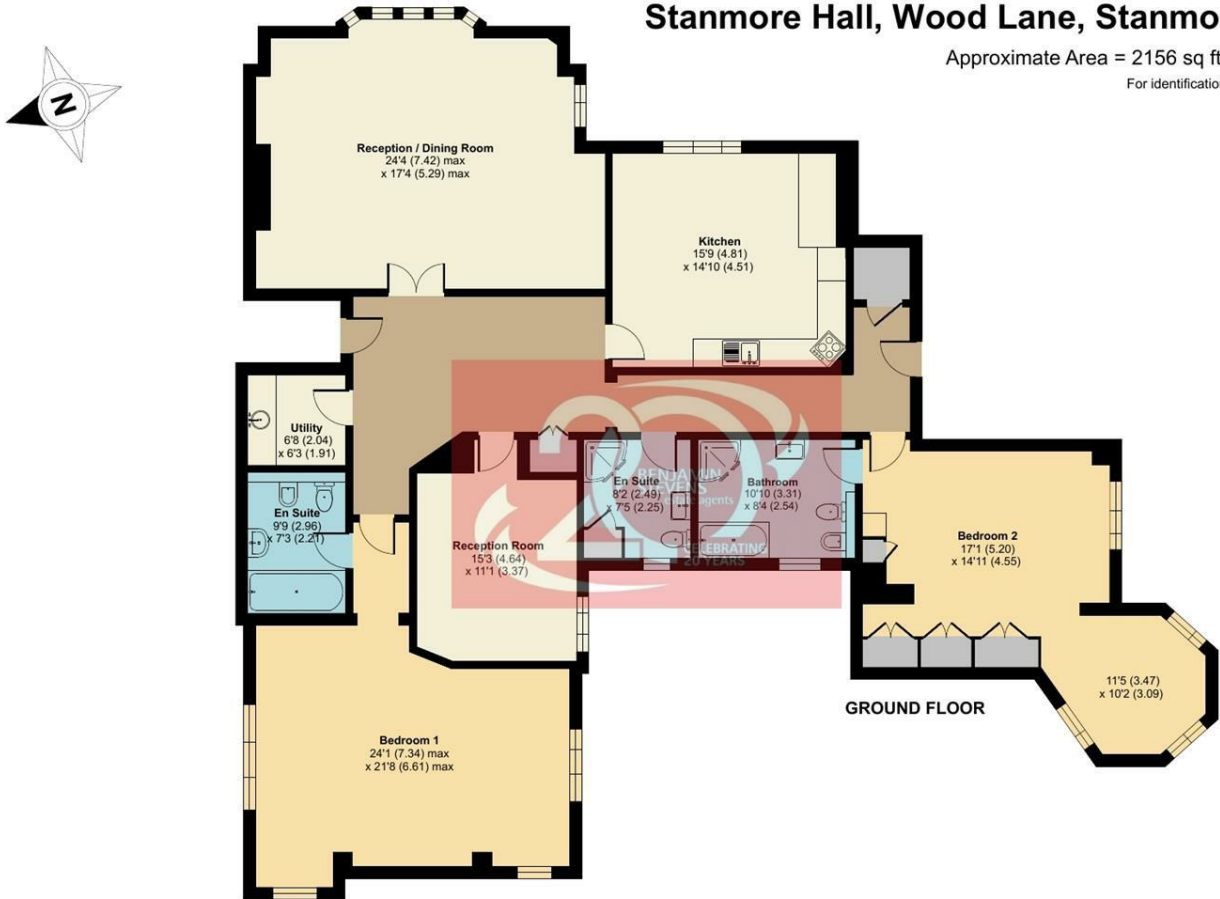 Stanmore Hall, Wood Lane, Stanmo
Approximate Area = 2156 sq ft
For identification
N
Reception / Dining Room
24'4 (7.42) max
x 17'4 (5.29) max
Kitchen
15'9 (4.81)
x 14'10 (4.51)
Utility
6'8 (2.04)
x 6'3 (1.91)
En Suite
9'9 (2.96)
x 7'3 (2.21)
Reception Room
15'3 (4.64)
x 11'1 (3.37)
En Suite
8'2 (2.49)
x 7'5 (2.25)
Bathroom
10'10 (3.31)
x 8'4 (2.54)
20
BENJAMIN
STEVENS
estate agents
CELEBRATING
20 YEARS
Bedroom 2
17'1 (5.20)
x 14'11 (4.55)
11'5 (3.47)
x 10'2 (3.09)
GROUND FLOOR
Bedroom 1
24'1 (7.34) max
x 21'8 (6.61) max